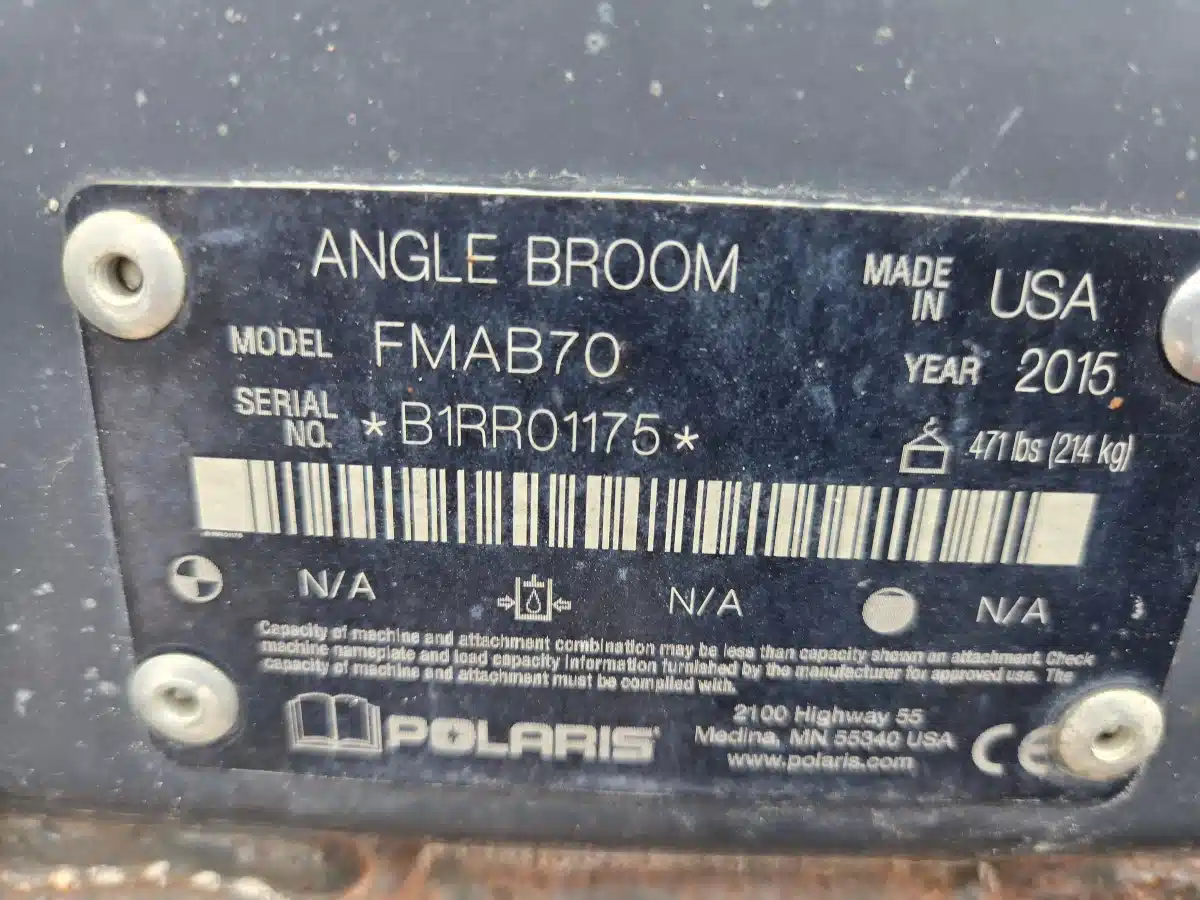 ANGLE BROOM
MADE IN USA
MODEL FMAB70
YEAR 2015
SERIAL NO. *B1RR01175*
471 lbs (214 kg)
N/A N/A N/A
Capacity of machine and attachment combination may be less than capacity shown on attachment. Check
machine nameplate and load capacity information furnished by the manufacturer for approved use. The
capacity of machine and attachment must be complied with.
POLARIS
2100 Highway 55
Medina, MN 55340 USA
www.polaris.com
CE